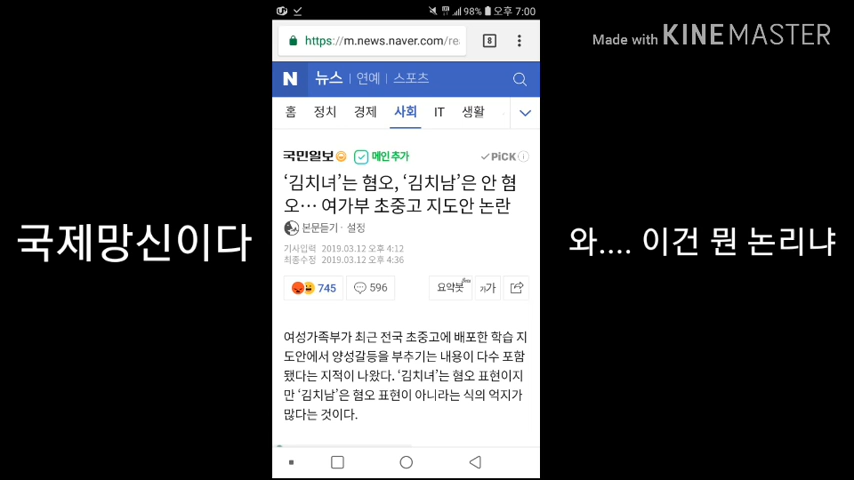 98% 오후 7:00
Made with KINEMASTER
https://m.news.naver.com/re
8
N 뉴스 | 연예 | 스포츠
홈 정치 경제 사회 IT 생활
국민일보 메인추가 PiCK
‘김치녀’는 혐오, ‘김치남’은 안 혐
오… 여가부 초중고 지도안 논란
본문듣기 · 설정
기사입력 2019.03.12 오후 4:12
최종수정 2019.03.12 오후 4:36
745 596 요약봇beta 가가
국제망신이다
와.... 이건 뭔 논리냐
여성가족부가 최근 전국 초중고에 배포한 학습 지
도안에서 양성갈등을 부추기는 내용이 다수 포함
됐다는 지적이 나왔다. ‘김치녀’는 혐오 표현이지
만 ‘김치남’은 혐오 표현이 아니라는 식의 억지가
많다는 것이다.